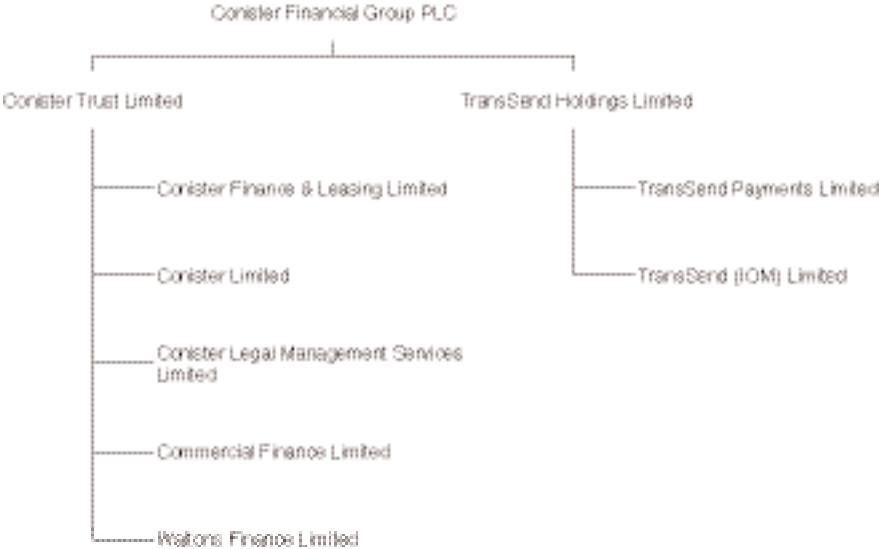 Conister Financial Group PLC
Conister Trust Limited
TransSend Holdings Limited
Conister Finance & Leasing Limited
TransSend Payments Limited
Conister Limited
TransSend (IOM) Limited
Conister Legal Management Services
Limited
Commercial Finance Limited
Waltons Finance Limited